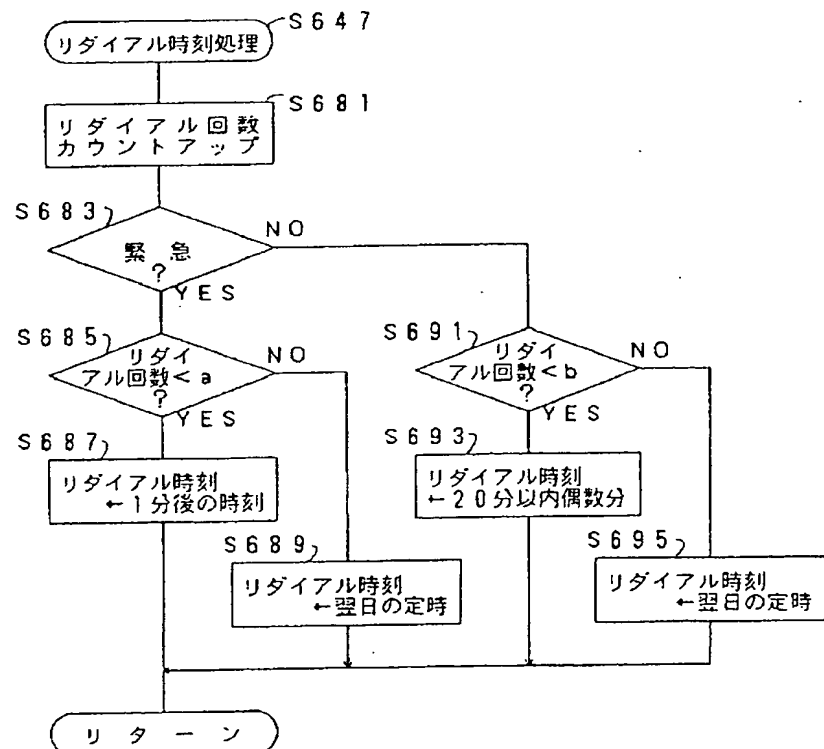 S647
リダイアル時刻処理
S681
リダイアル回数
カウントアップ
S683
緊急
?
NO
YES
S685
リダイ
アル回数<a
?
NO
YES
S691
リダイ
アル回数<b
?
NO
YES
S687
リダイアル時刻
←1分後の時刻
S693
リダイアル時刻
←20分以内偶数分
S689
リダイアル時刻
←翌日の定時
S695
リダイアル時刻
←翌日の定時
リターン